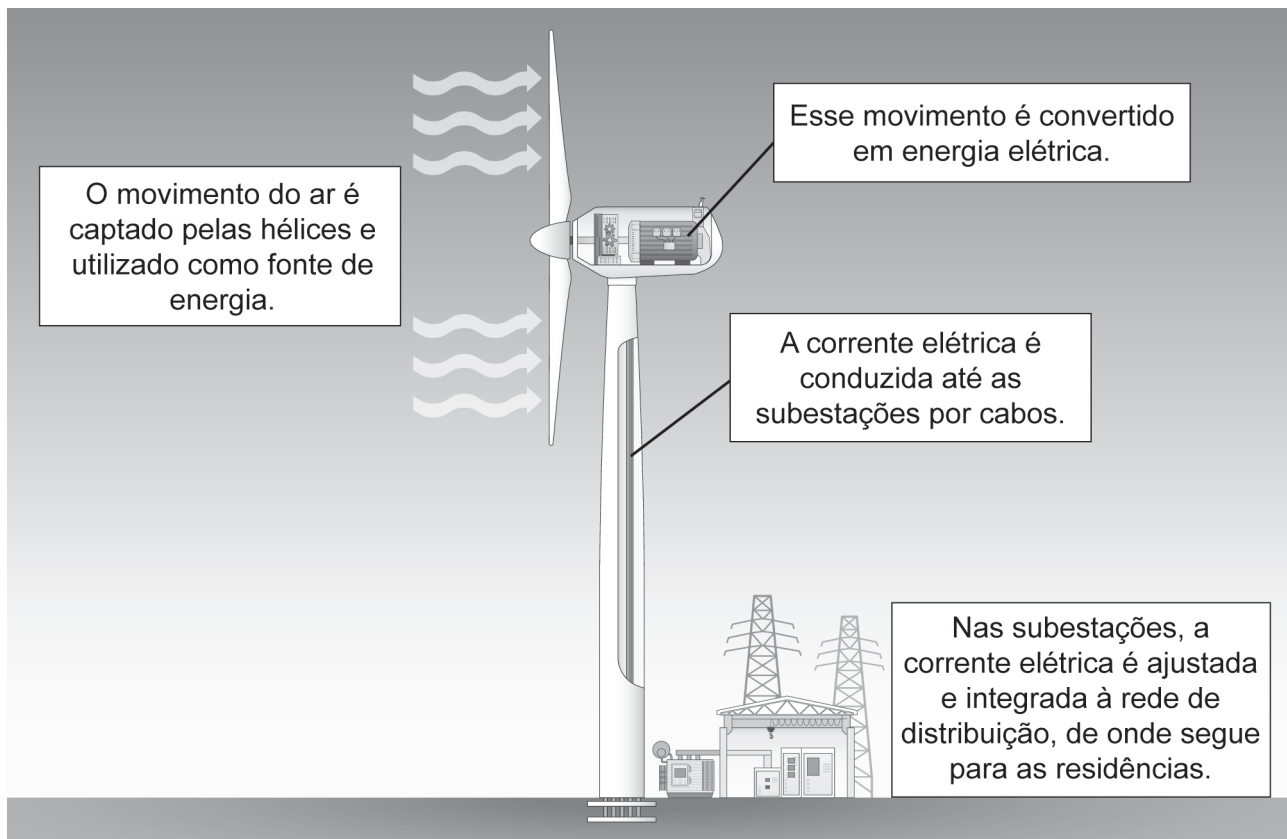 O movimento do ar é
captado pelas hélices e
utilizado como fonte de
energia.
Esse movimento é convertido
em energia elétrica.
A corrente elétrica é
conduzida até as
subestações por cabos.
Nas subestações, a
corrente elétrica é ajustada
e integrada à rede de
distribuição, de onde segue
para as residências.